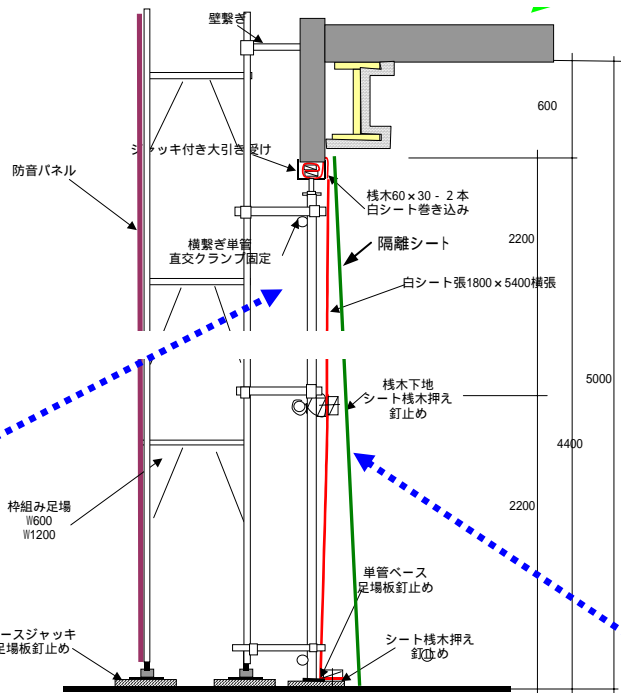 壁繋ぎ
600
ジャッキ付き大引き受け
防音パネル
桟木60×30-2本
白シート巻き込み
横繋ぎ単管
直交クランプ固定
隔離シート
2200
白シート張1800×5400横張
桟木下地
シート桟木押え
釘止め
5000
4400
枠組み足場
W600
W1200
2200
単管ベース
足場板釘止め
ースジャッキ
足場板釘止め
シート桟木押え
釘止め